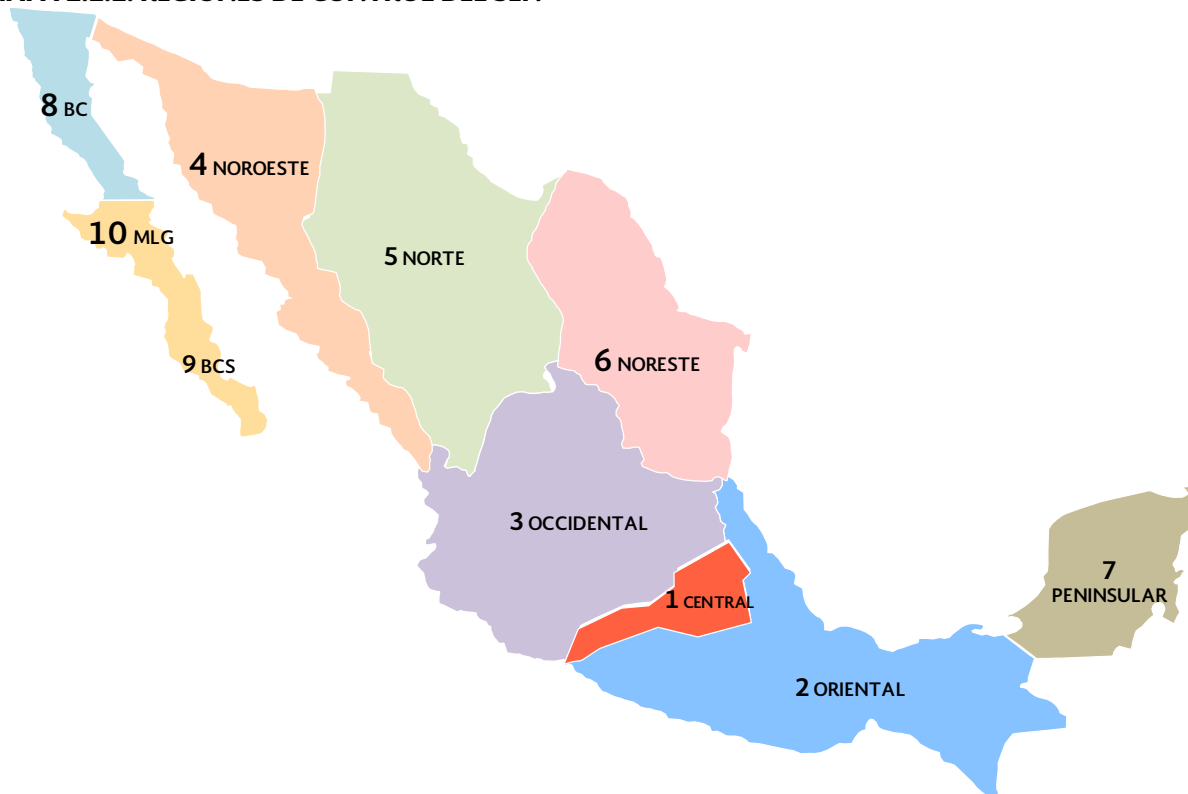 8 BC
4 NOROESTE
10 MLG
5 NORTE
9 BCS
6 NORESTE
3 OCCIDENTAL
7
PENINSULAR
1 CENTRAL
2 ORIENTAL